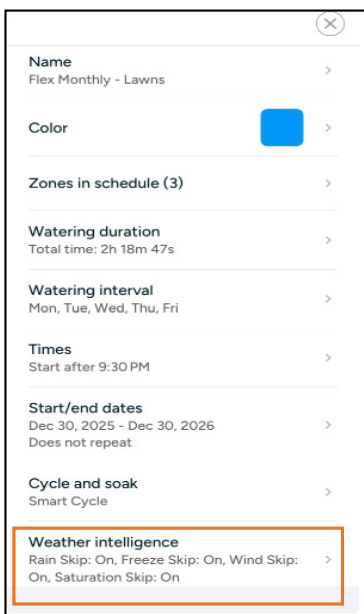 Name
Flex Monthly - Lawns
Color
Zones in schedule (3)
Watering duration
Total time: 2h 18m 47s
Watering interval
Mon, Tue, Wed, Thu, Fri
Times
Start after 9:30 PM
Start/end dates
Dec 30, 2025 - Dec 30, 2026
Does not repeat
Cycle and soak
Smart Cycle
Weather intelligence
Rain Skip: On, Freeze Skip: On, Wind Skip:
On, Saturation Skip: On